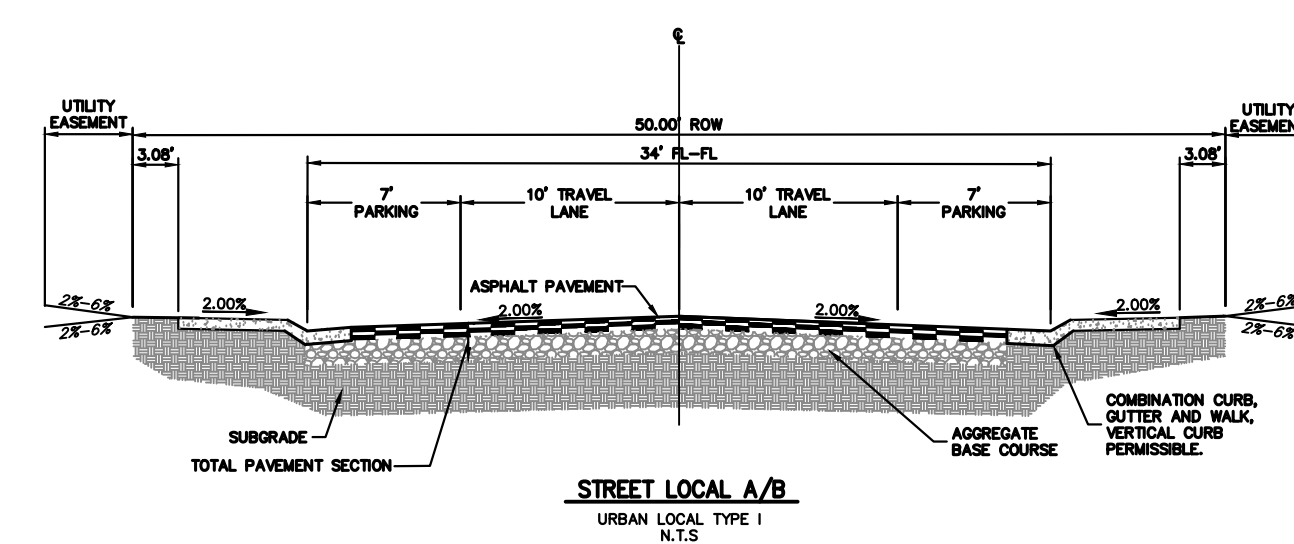 ℄
UTILITY
EASEMENT
50.00' ROW
UTILITY
EASEMEN
3.08'
34' FL-FL
3.08'
7'
PARKING
10' TRAVEL
LANE
10' TRAVEL
LANE
7'
PARKING
ASPHALT PAVEMENT
2%-6%
2%-6%
2.00%
2.00%
2.00%
2.00%
2%-6%
2%-6%
SUBGRADE
TOTAL PAVEMENT SECTION
AGGREGATE
BASE COURSE
COMBINATION CURB,
GUTTER AND WALK,
VERTICAL CURB
PERMISSIBLE.
STREET LOCAL A/B
URBAN LOCAL TYPE I
N.T.S